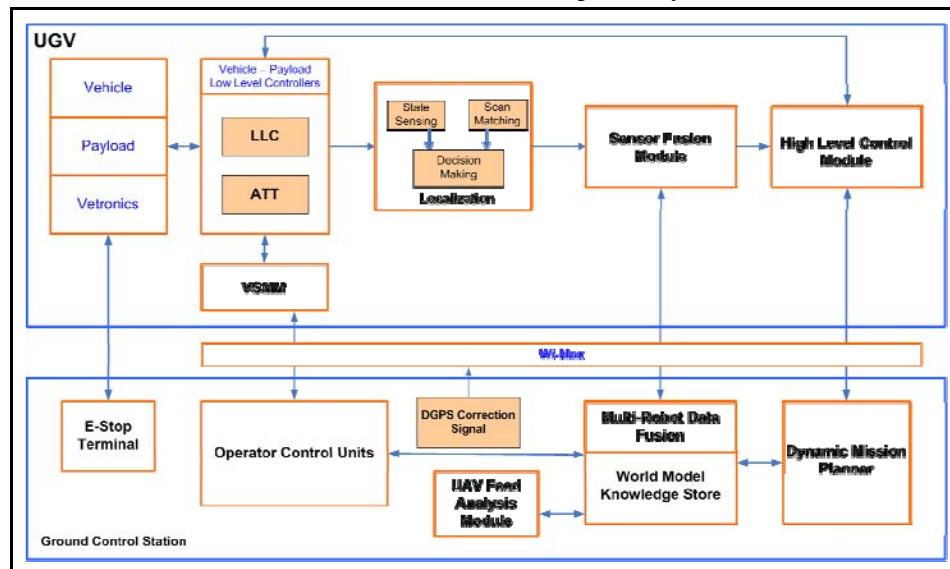 UGV
Vehicle
Payload
Vetronics
Vehicle – Payload
Low Level Controllers
LLC
ATT
VSMM
State
Sensing
Scan
Matching
Decision
Making
Localization
Sensor Fusion
Module
High Level Control
Module
Wi-Max
E-Stop
Terminal
Operator Control Units
DGPS Correction
Signal
UAV Feed
Analysis
Module
Multi-Robot Data
Fusion
World Model
Knowledge Store
Dynamic Mission
Planner
Ground Control Station